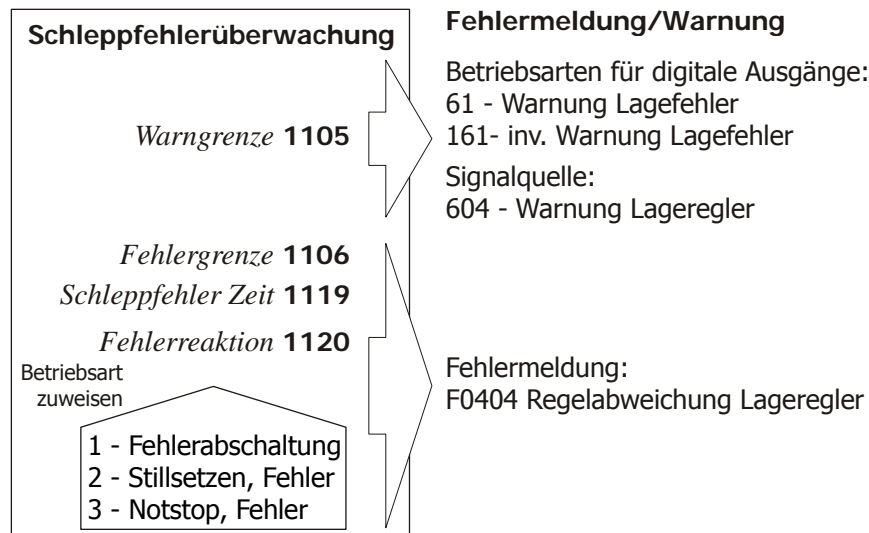 Schleppfehlerüberwachung
Warngrenze 1105
Fehlergrenze 1106
Schleppfehler Zeit 1119
Fehlerreaktion 1120
Betriebsart
zuweisen
1 - Fehlerabschaltung
2 - Stillsetzen, Fehler
3 - Notstop, Fehler
Fehlermeldung/Warnung
Betriebsarten für digitale Ausgänge:
61 - Warnung Lagefehler
161- inv. Warnung Lagefehler
Signalquelle:
604 - Warnung Lageregler
Fehlermeldung:
F0404 Regelabweichung Lageregler